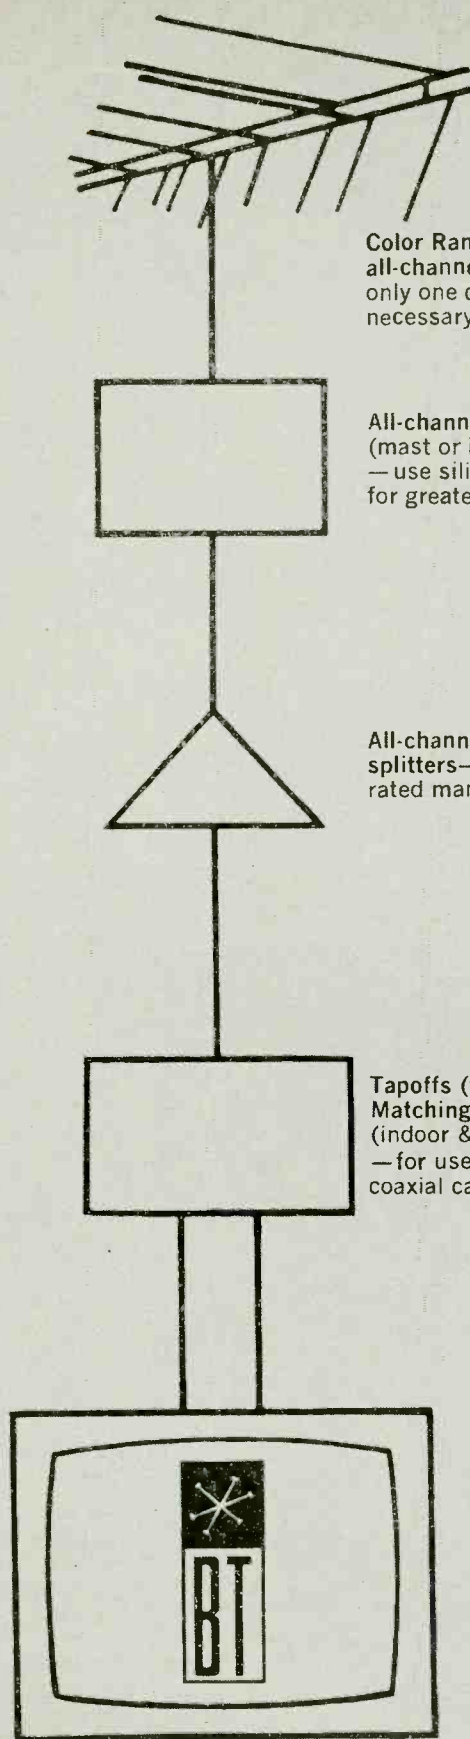 Color
all-channe
only one
necessary
All-chann
(mast or
— use sili
for greate
All-chann
splitters—
rated mar
Tapoffs (
Matching
(indoor &
— for use
coaxial ca
BT